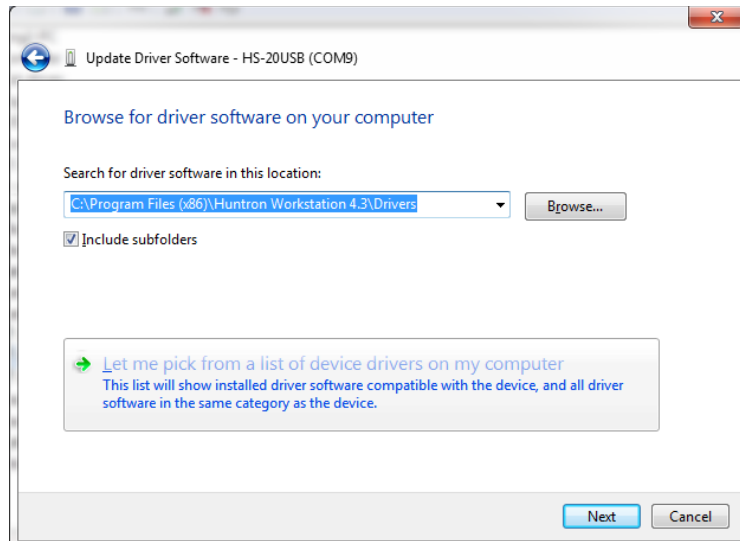 Update Driver Software - HS-20USB (COM9)
Browse for driver software on your computer
Search for driver software in this location:
C:\Program Files (x86)\Huntron Workstation 4.3\Drivers
Browse...
Include subfolders
Let me pick from a list of device drivers on my computer
This list will show installed driver software compatible with the device, and all driver
software in the same category as the device.
Next
Cancel